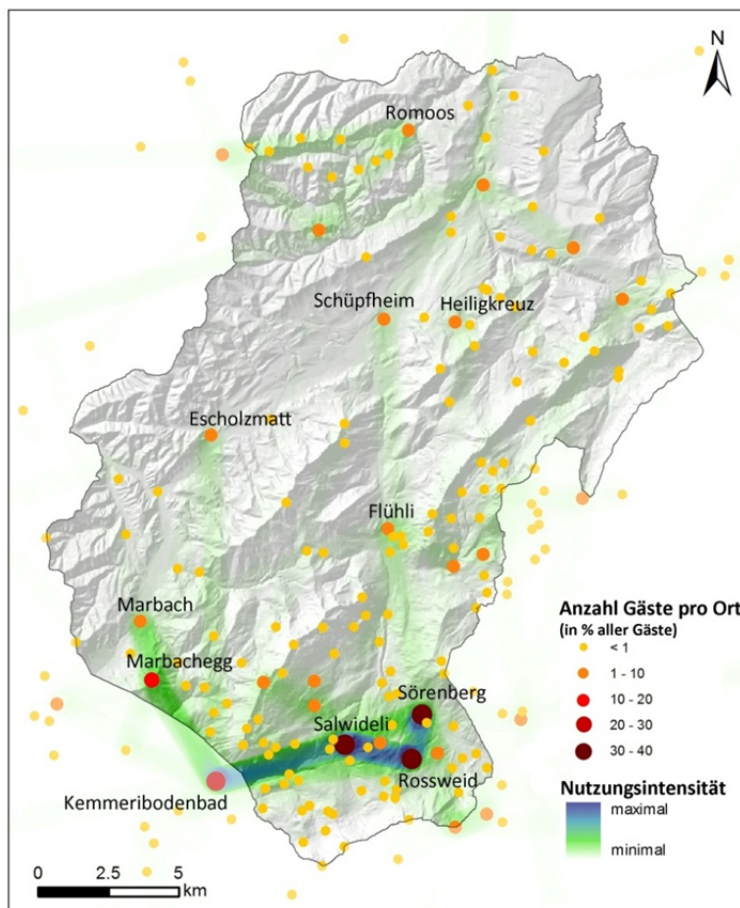 N
Romoos
Schüpfheim
Heiligkreuz
Escholzmatt
Flühli
Marbach
Marbachegg
Sörenberg
Salwideli
Rossweid
Kemmeribodenbad
Anzahl Gäste pro Ort
(in % aller Gäste)
< 1
1 - 10
10 - 20
20 - 30
30 - 40
Nutzungsintensität
maximal
minimal
0 2.5 5
km